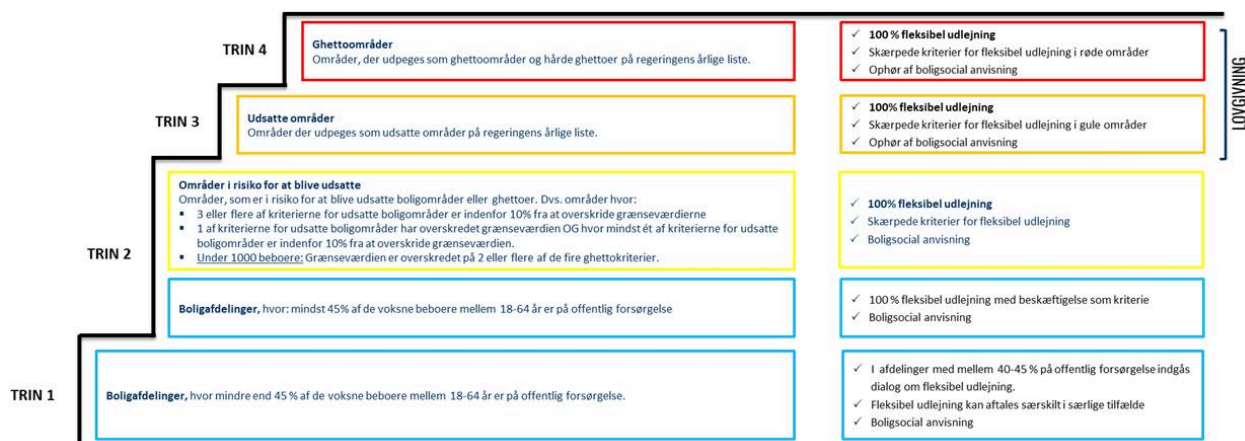 TRIN 4
Ghettoområder
Områder, der udpeges som ghettoområder og hårde ghettoer på regeringens årlige liste.
✓ 100 % fleksibel udlejning
✓ Skærpede kriterier for fleksibel udlejning i røde områder
✓ Ophør af boligsocial anvisning
LOVGIVNING
TRIN 3
Udsatte områder
Områder der udpeges som udsatte områder på regeringens årlige liste.
✓ 100% fleksibel udlejning
✓ Skærpede kriterier for fleksibel udlejning i gule områder
✓ Ophør af boligsocial anvisning
TRIN 2
Områder i risiko for at blive udsatte
Områder, som er i risiko for at blive udsatte boligområder eller ghettoer. Dvs. områder hvor:
▪ 3 eller flere af kriterierne for udsatte boligområder er indenfor 10% fra at overskride grænseværdierne
▪ 1 af kriterierne for udsatte boligområder har overskredet grænseværdien OG hvor mindst ét af kriterierne for udsatte
boligområder er indenfor 10% fra at overskride grænseværdien.
▪ Under 1000 beboere: Grænseværdien er overskredet på 2 eller flere af de fire ghettokriterier.
✓ 100% fleksibel udlejning
✓ Skærpede kriterier for fleksibel udlejning
✓ Boligsocial anvisning
Boligafdelinger, hvor: mindst 45% af de voksne beboere mellem 18-64 år er på offentlig forsørgelse
✓ 100 % fleksibel udlejning med beskæftigelse som kriterie
✓ Boligsocial anvisning
TRIN 1
Boligafdelinger, hvor mindre end 45 % af de voksne beboere mellem 18-64 år er på offentlig forsørgelse.
✓ I afdelinger med mellem 40-45 % på offentlig forsørgelse indgås
dialog om fleksibel udlejning.
✓ Fleksibel udlejning kan aftales særskilt i særlige tilfælde
✓ Boligsocial anvisning